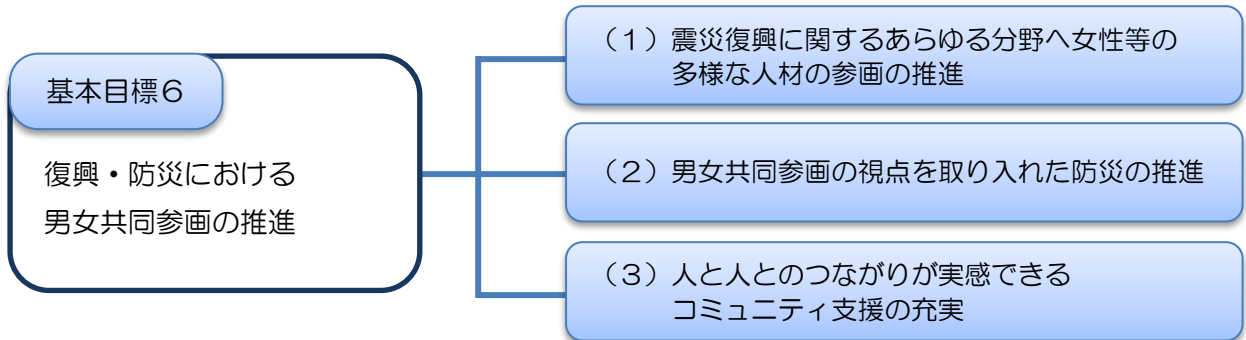 基本目標6
復興・防災における
男女共同参画の推進
(1)震災復興に関するあらゆる分野へ女性等の
多様な人材の参画の推進
(2)男女共同参画の視点を取り入れた防災の推進
(3)人と人とのつながりが実感できる
コミュニティ支援の充実